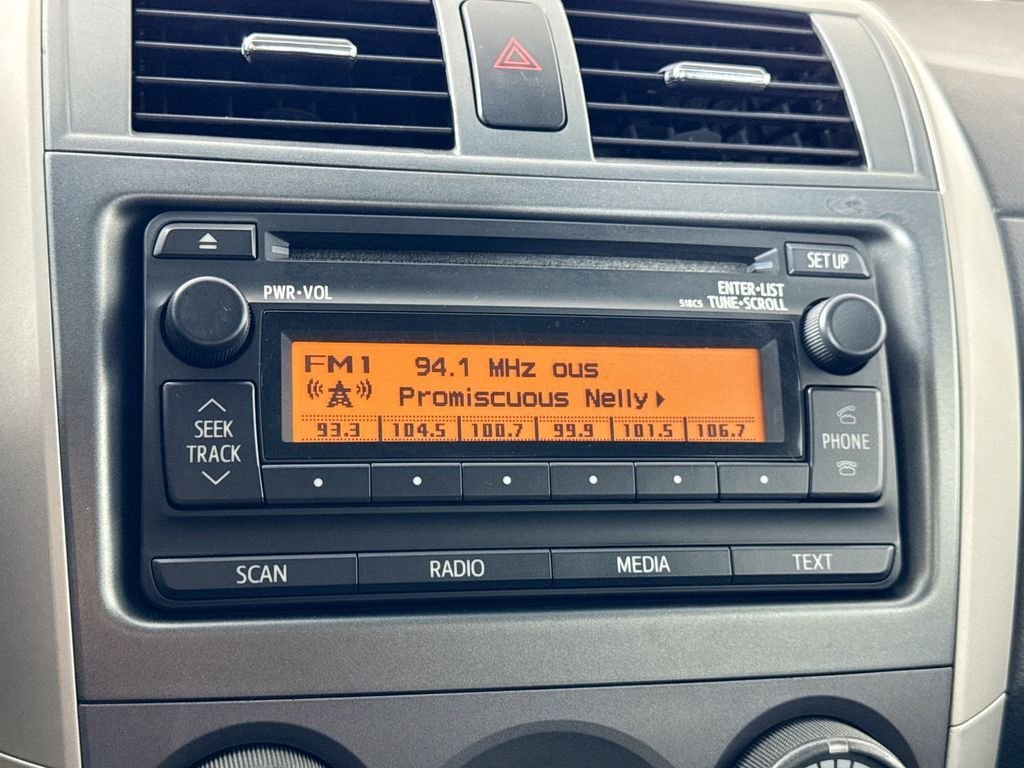 SET UP
PWR•VOL
ENTER•LIST
518C5 TUNE•SCROLL
FM1 94.1 MHz ous
Promiscuous Nelly
93.3 104.5 100.7 99.9 101.5 106.7
SEEK
TRACK
PHONE
SCAN RADIO MEDIA TEXT